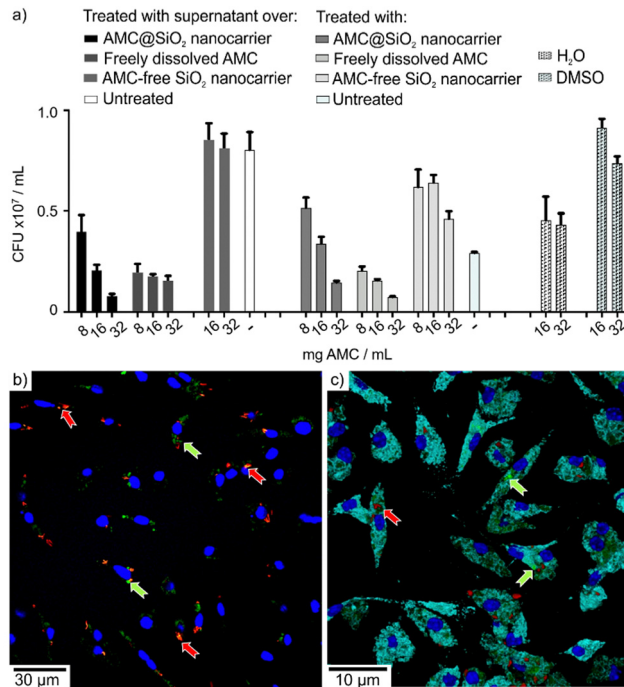 a)
Treated with supernatant over:
AMC@SiO₂ nanocarrier
Freely dissolved AMC
AMC-free SiO₂ nanocarrier
Untreated
Treated with:
AMC@SiO₂ nanocarrier
Freely dissolved AMC
AMC-free SiO₂ nanocarrier
Untreated
H₂O
DMSO
CFU x10⁷ / mL
1.0
0.5
0
8 16 32 8 16 32 16 32 - 8 16 32 8 16 32 8 16 32 - 16 32 16 32
mg AMC / mL
b)
30 µm
c)
10 µm